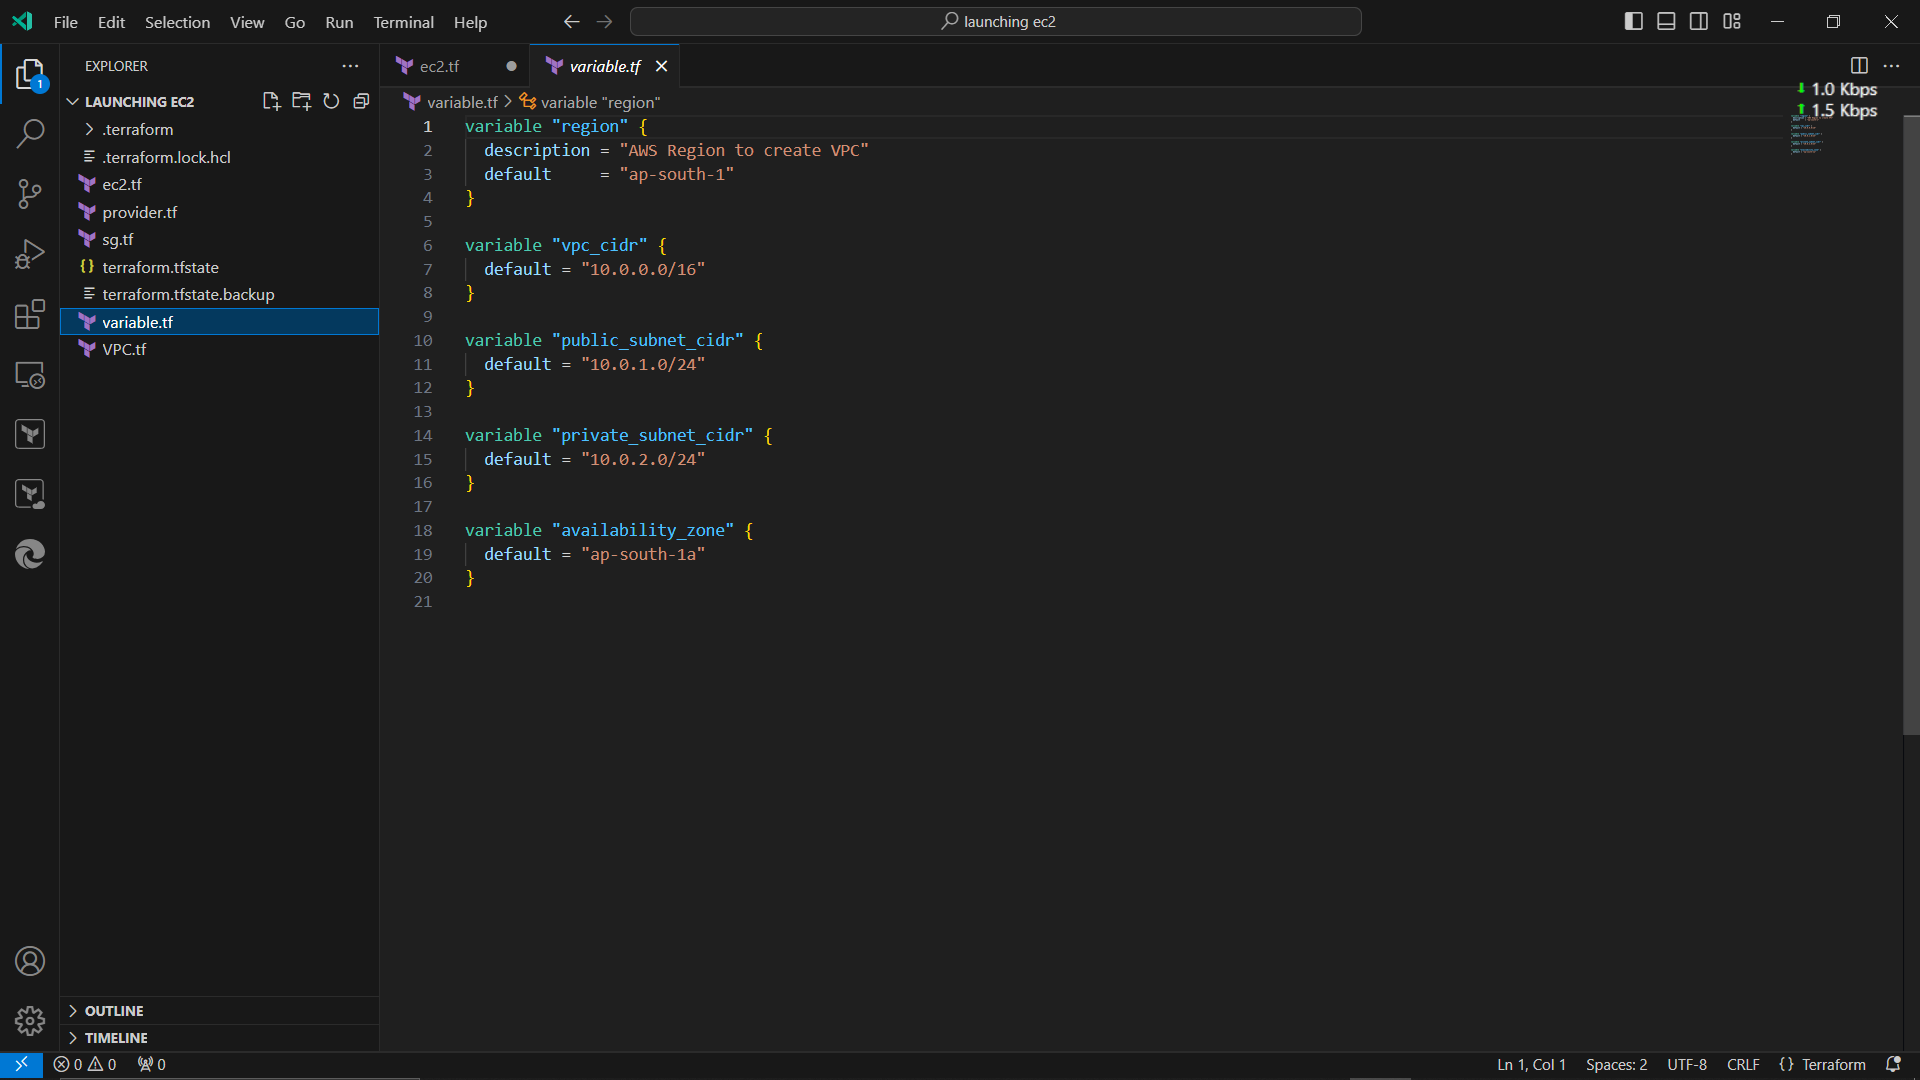 File Edit Selection View Go Run Terminal Help
launching ec2
EXPLORER
LAUNCHING EC2
.terraform
.terraform.lock.hcl
ec2.tf
provider.tf
sg.tf
{} terraform.tfstate
terraform.tfstate.backup
variable.tf
VPC.tf
OUTLINE
TIMELINE
1
ec2.tf
variable.tf
variable.tf > variable "region"
1.0 Kbps
1.5 Kbps
1 variable "region" {
2 description = "AWS Region to create VPC"
3 default     = "ap-south-1"
4 }
5
6 variable "vpc_cidr" {
7 default = "10.0.0.0/16"
8 }
9
10 variable "public_subnet_cidr" {
11 default = "10.0.1.0/24"
12 }
13
14 variable "private_subnet_cidr" {
15 default = "10.0.2.0/24"
16 }
17
18 variable "availability_zone" {
19 default = "ap-south-1a"
20 }
21
0 0 0
Ln 1, Col 1 Spaces: 2 UTF-8 CRLF {} Terraform